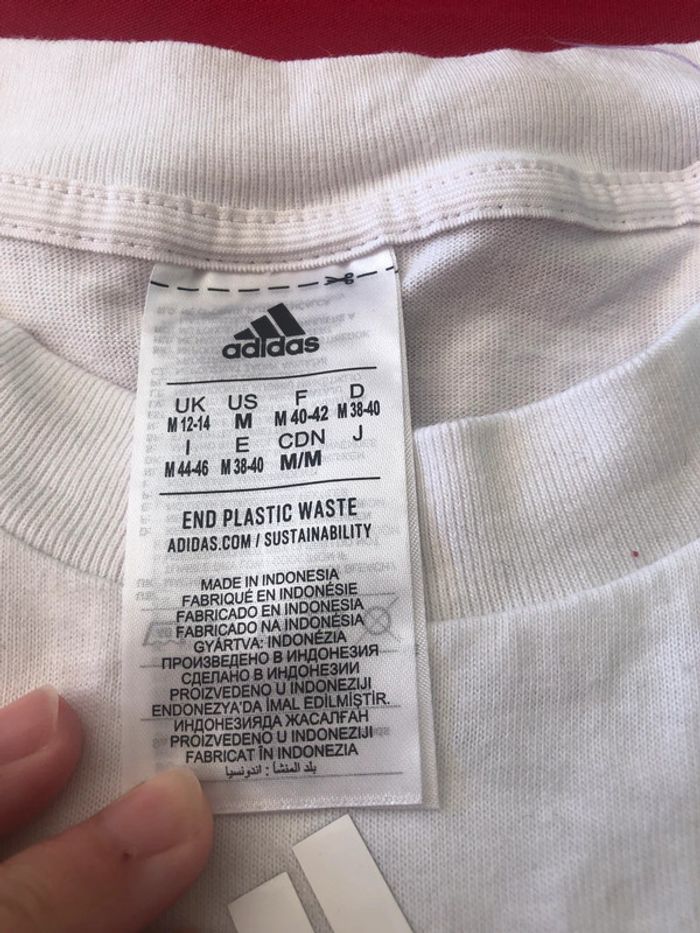 adidas
UK US F D
M 12-14 M M 40-42 M 38-40
I E CDN J
M 44-46 M 38-40 M/M
END PLASTIC WASTE
ADIDAS.COM / SUSTAINABILITY
MADE IN INDONESIA
FABRIQUÉ EN INDONÉSIE
FABRICADO EN INDONESIA
FABRICADO NA INDONÉSIA
GYÁRTVA: INDONÉZIA
ПРОИЗВЕДЕНО В ИНДОНЕЗИЯ
СДЕЛАНО В ИНДОНЕЗИИ
PROIZVEDENO U INDONEZIJI
ENDONEZYA'DA İMAL EDİLMİŞTİR.
ИНДОНЕЗИЯДА ЖАСАЛҒАН
PROIZVEDENO U INDONEZIJI
FABRICAT ÎN INDONEZIA
بلد المنشأ : اندونسيا